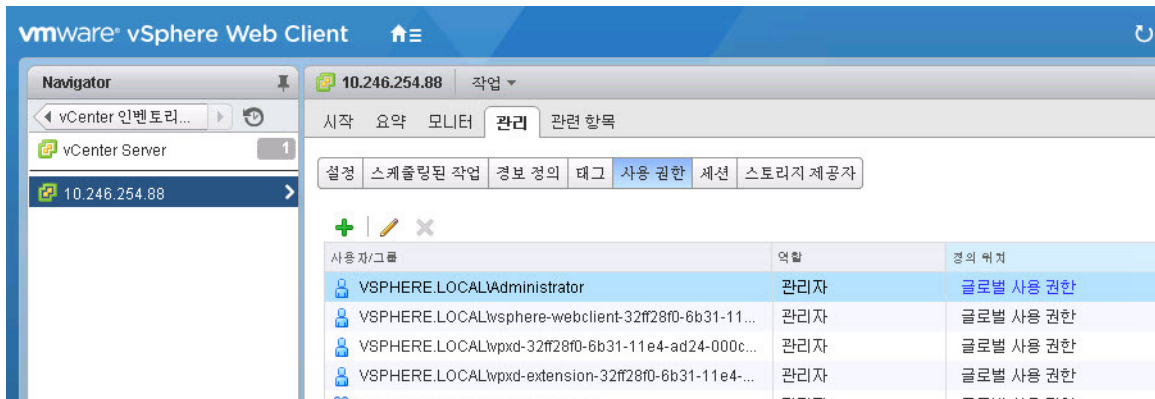 vmware® vSphere Web Client
Navigator
vCenter 인벤토리...
vCenter Server 1
10.246.254.88
10.246.254.88 작업
시작 요약 모니터 관리 관련 항목
설정 스케줄링된 작업 경보 정의 태그 사용 권한 세션 스토리지 제공자
사용자/그룹 역할 정의 위치
VSPHERE.LOCAL\Administrator 관리자 글로벌 사용 권한
VSPHERE.LOCAL\vsphere-webclient-32ff28f0-6b31-11... 관리자 글로벌 사용 권한
VSPHERE.LOCAL\vpxd-32ff28f0-6b31-11e4-ad24-000c... 관리자 글로벌 사용 권한
VSPHERE.LOCAL\vpxd-extension-32ff28f0-6b31-11e4-... 관리자 글로벌 사용 권한